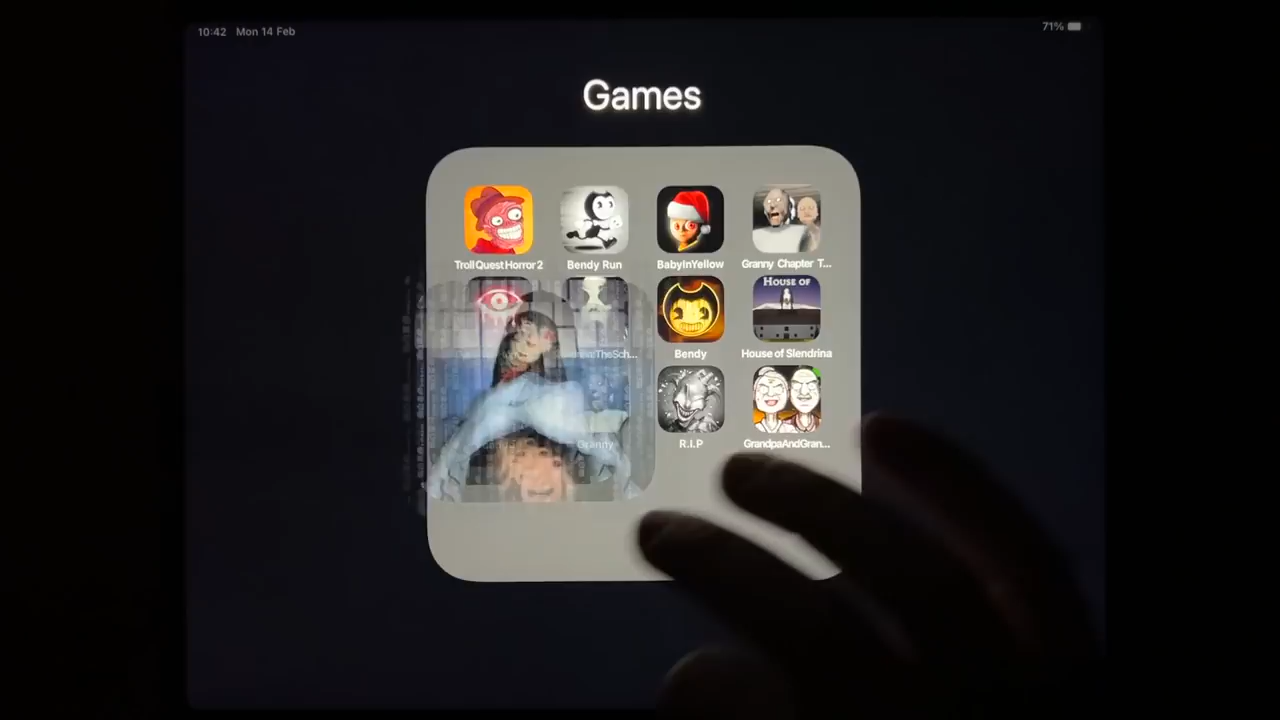 10:42 Mon 14 Feb
71%
Games
TrollQuestHorror2
Bendy Run
BabyInYellow
Granny Chapter T...
HOUSE OF
Bendy
House of Slendrina
Granny
R.I.P
GrandpaAndGran...